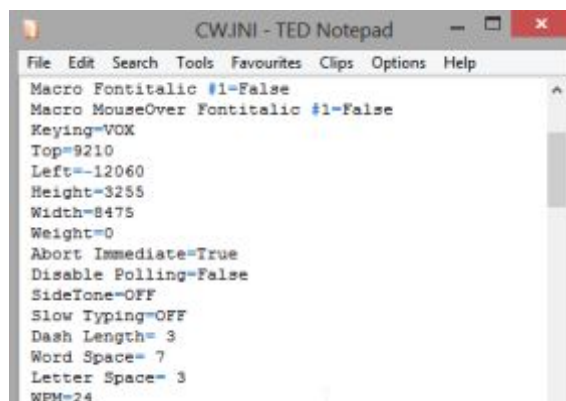 CW.INI - TED Notepad
File Edit Search Tools Favourites Clips Options Help
Macro Fontitalic #1=False
Macro MouseOver Fontitalic #1=False
Keying=VOX
Top=9210
Left=-12060
Height=3255
Width=8475
Weight=0
Abort Immediate=True
Disable Polling=False
SideTone=OFF
Slow Typing=OFF
Dash Length= 3
Word Space= 7
Letter Space= 3
WPM=24